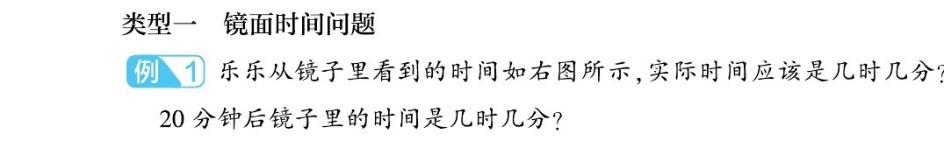 类型一 镜面时间问题
例1 乐乐从镜子里看到的时间如右图所示,实际时间应该是几时几分?
20分钟后镜子里的时间是几时几分?